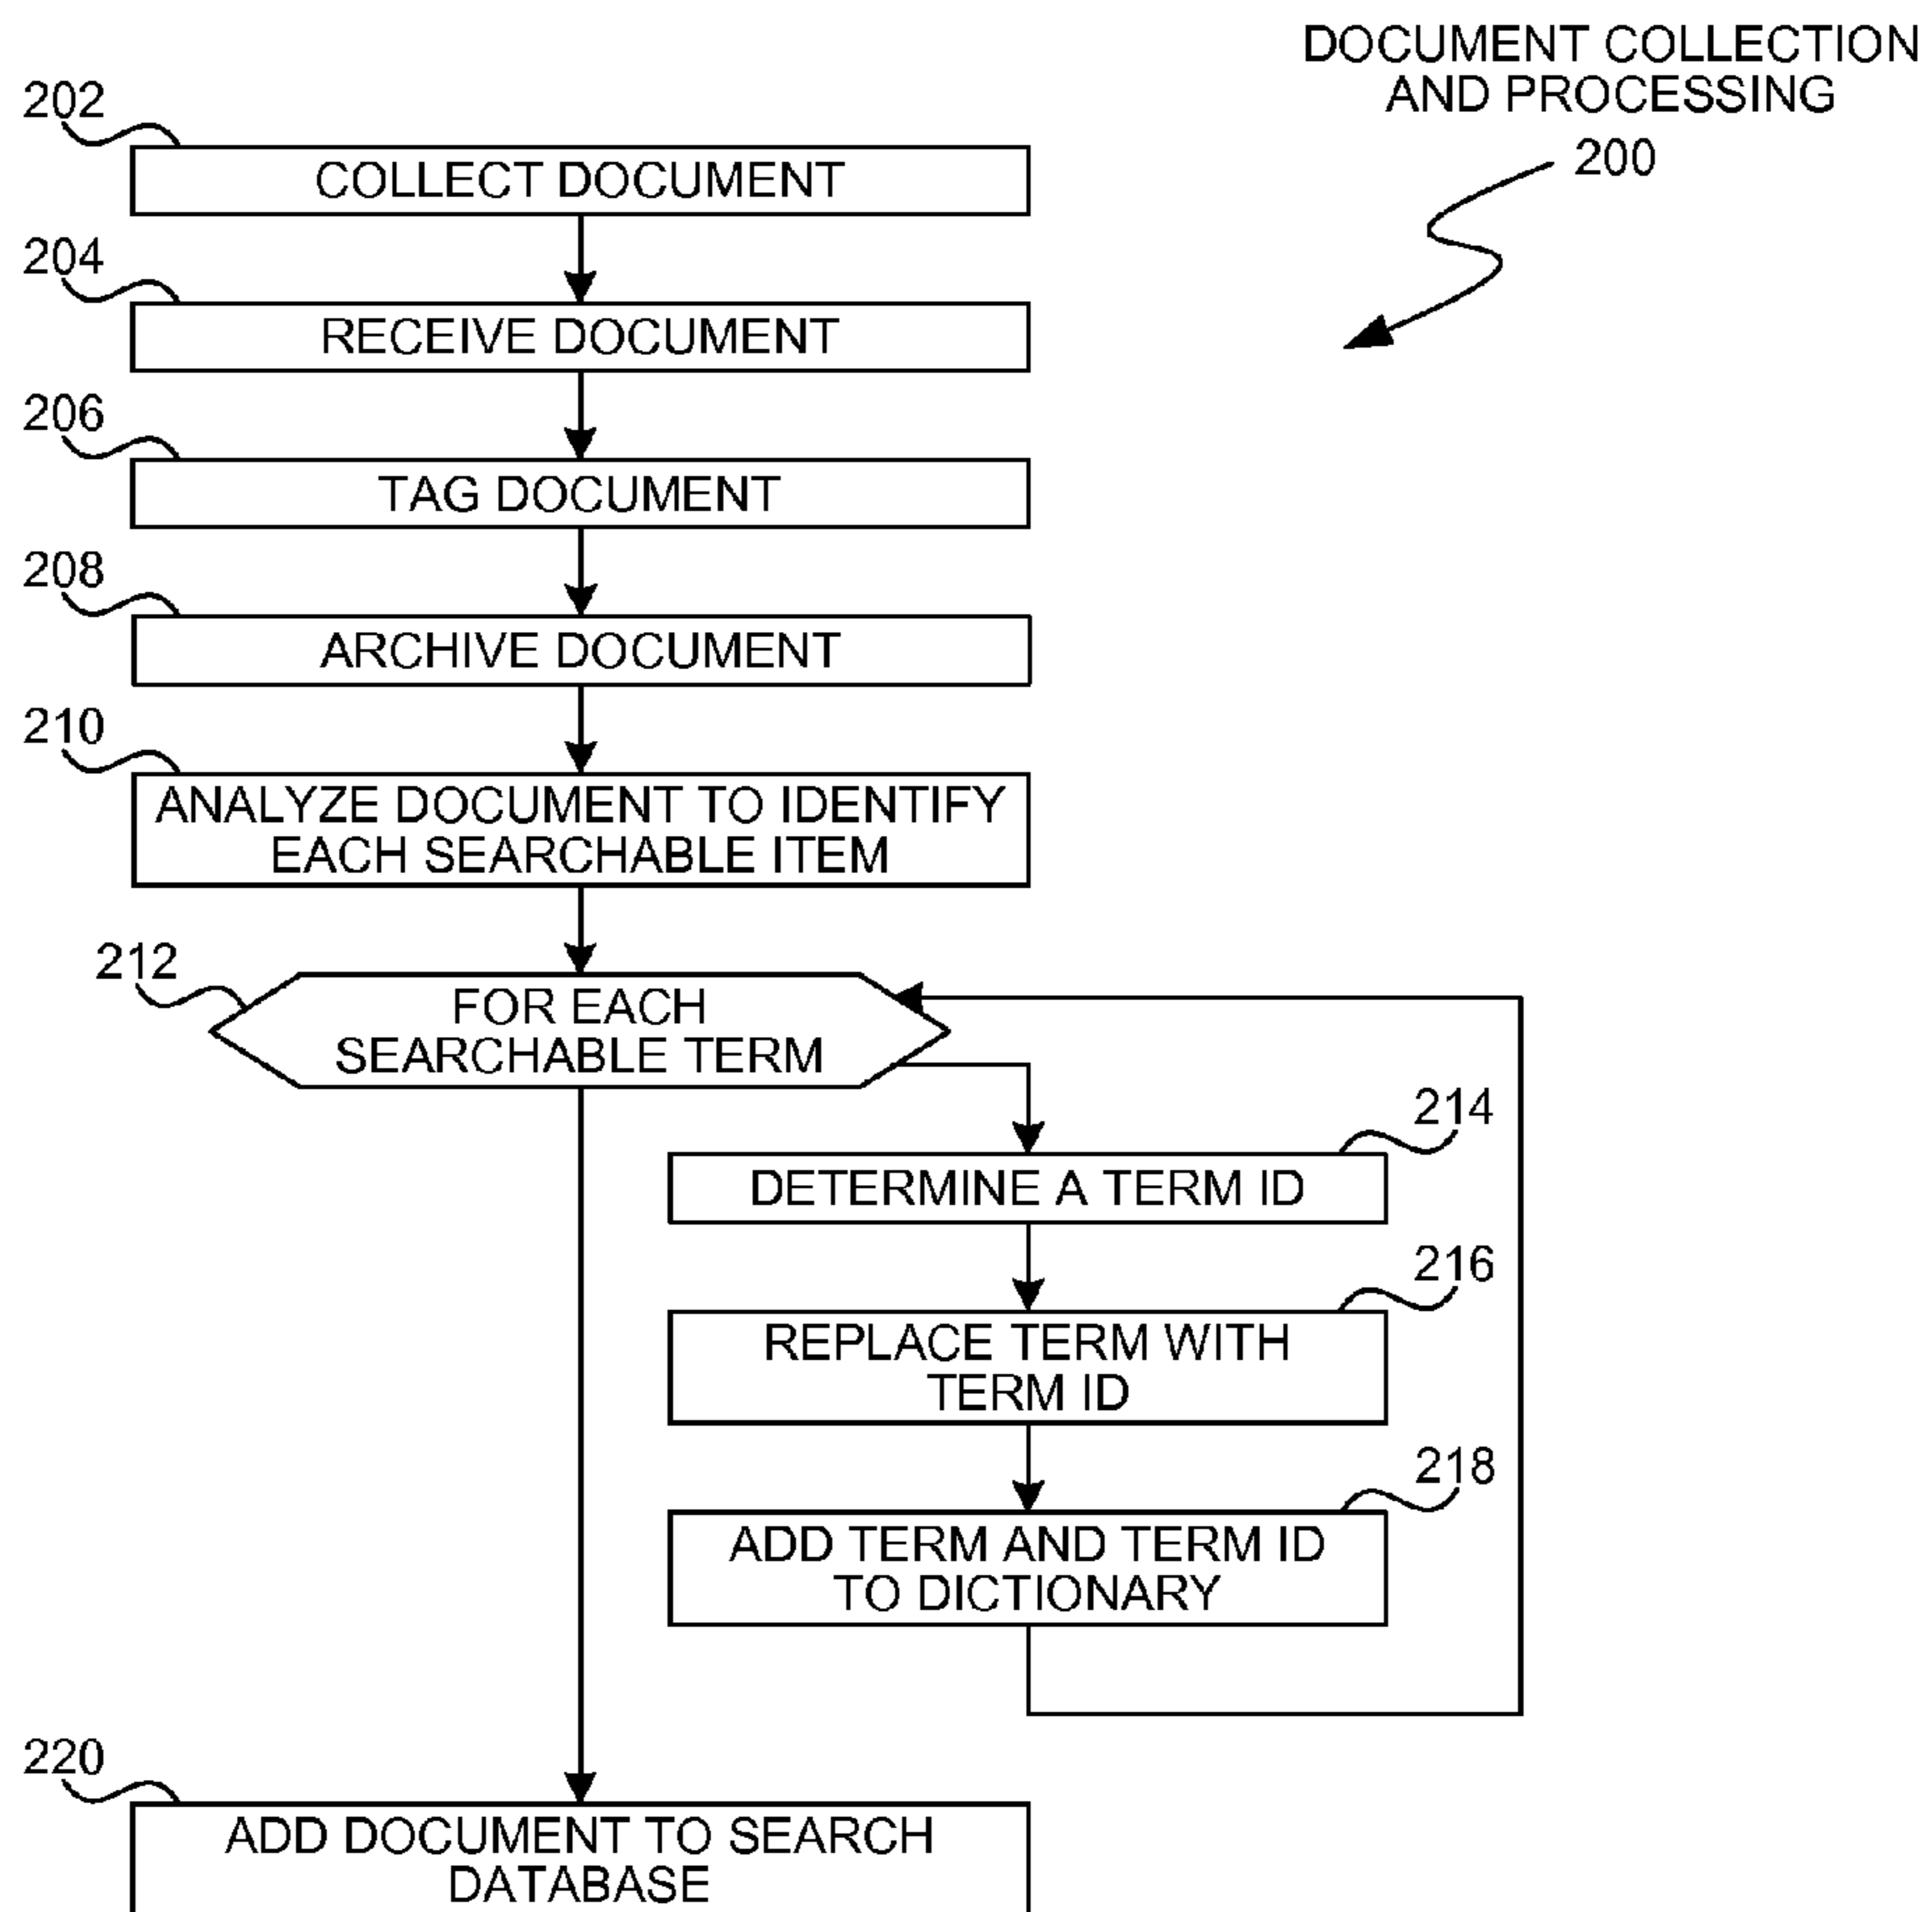 DOCUMENT COLLECTION
AND PROCESSING
200
202
COLLECT DOCUMENT
204
RECEIVE DOCUMENT
206
TAG DOCUMENT
208
ARCHIVE DOCUMENT
210
ANALYZE DOCUMENT TO IDENTIFY
EACH SEARCHABLE ITEM
212
FOR EACH
SEARCHABLE TERM
214
DETERMINE A TERM ID
216
REPLACE TERM WITH
TERM ID
218
ADD TERM AND TERM ID
TO DICTIONARY
220
ADD DOCUMENT TO SEARCH
DATABASE